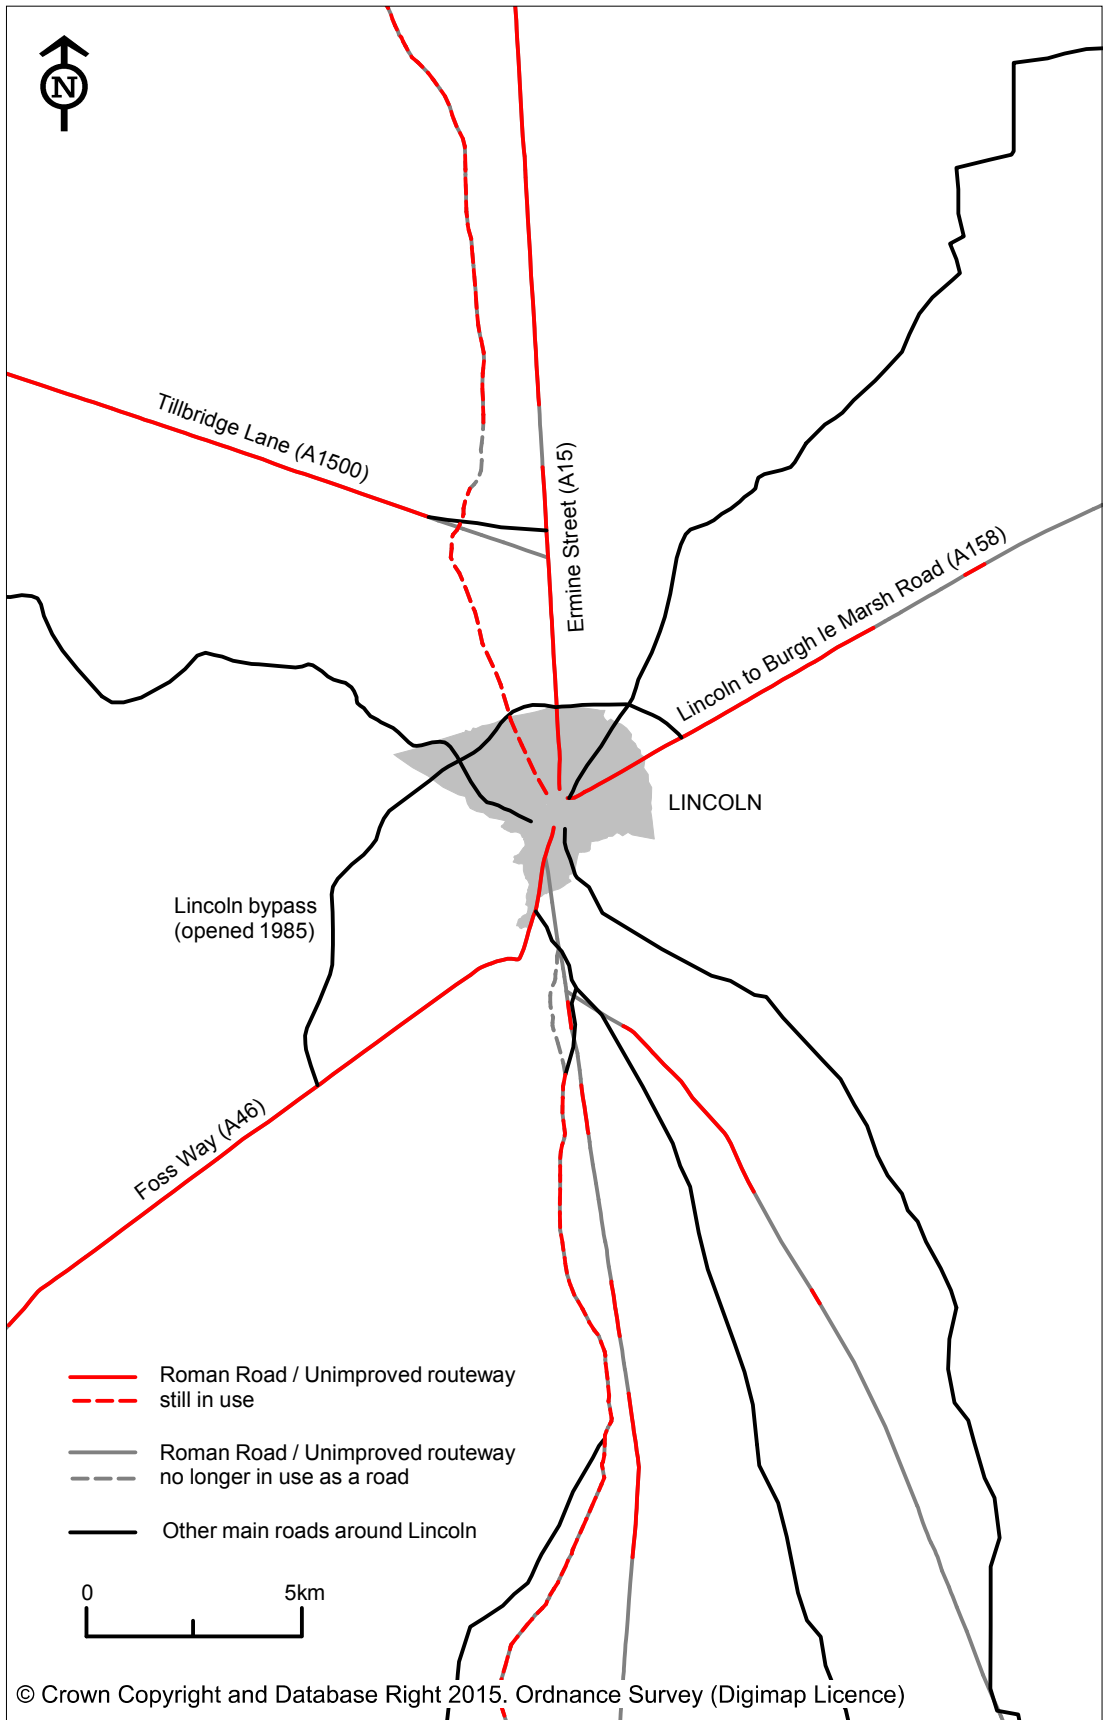 N
Tillbridge Lane (A1500)
Ermine Street (A15)
Lincoln to Burgh le Marsh Road (A158)
LINCOLN
Lincoln bypass
(opened 1985)
Foss Way (A46)
Roman Road / Unimproved routeway
still in use
Roman Road / Unimproved routeway
no longer in use as a road
Other main roads around Lincoln
0 5km
© Crown Copyright and Database Right 2015. Ordnance Survey (Digimap Licence)